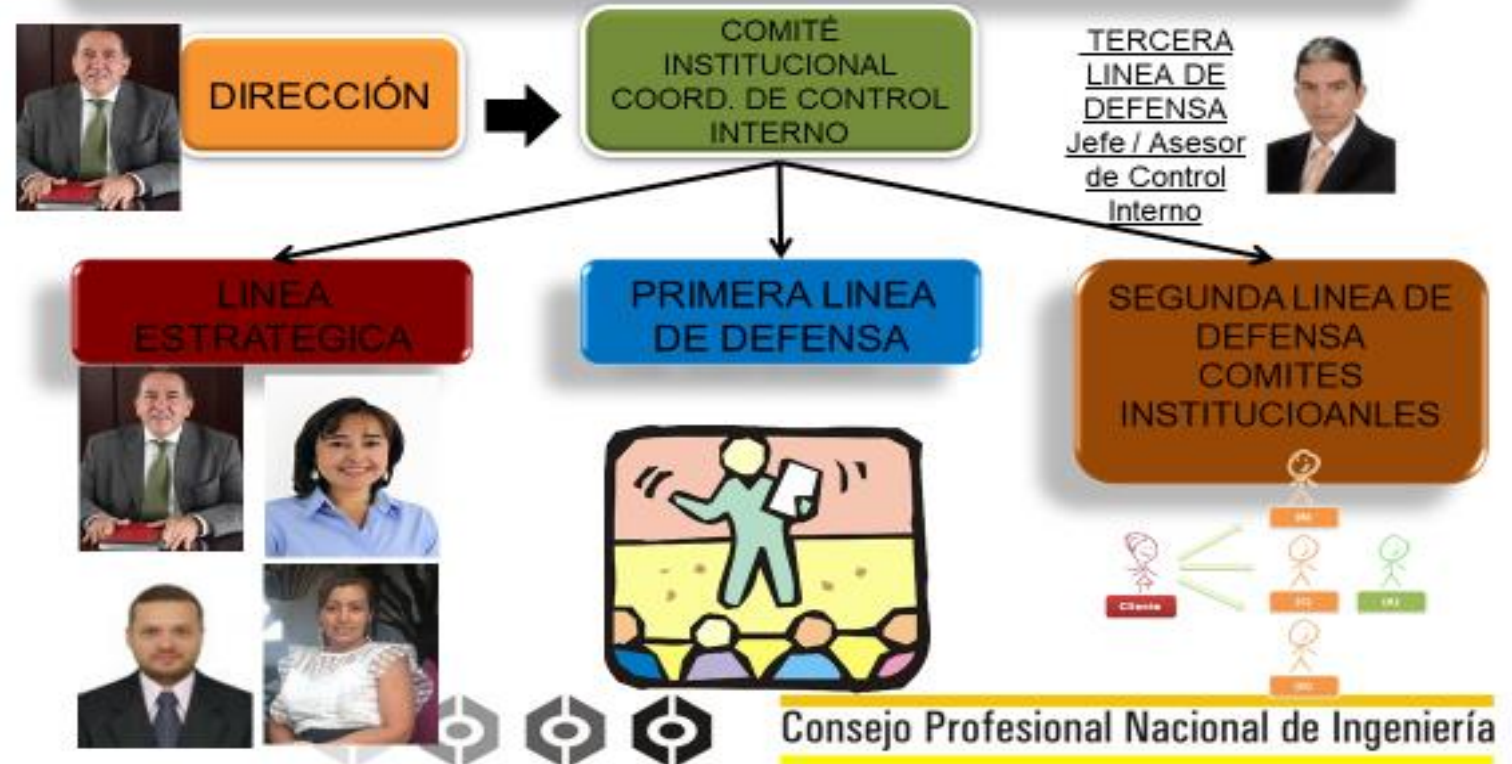 DIRECCIÓN
COMITÉ
INSTITUCIONAL
COORD. DE CONTROL
INTERNO
TERCERA
LINEA DE
DEFENSA
Jefe / Asesor
de Control
Interno
LINEA
ESTRATEGICA
PRIMERA LINEA
DE DEFENSA
SEGUNDA LINEA DE
DEFENSA
COMITES
INSTITUCIOANLES
Cliente
Consejo Profesional Nacional de Ingeniería